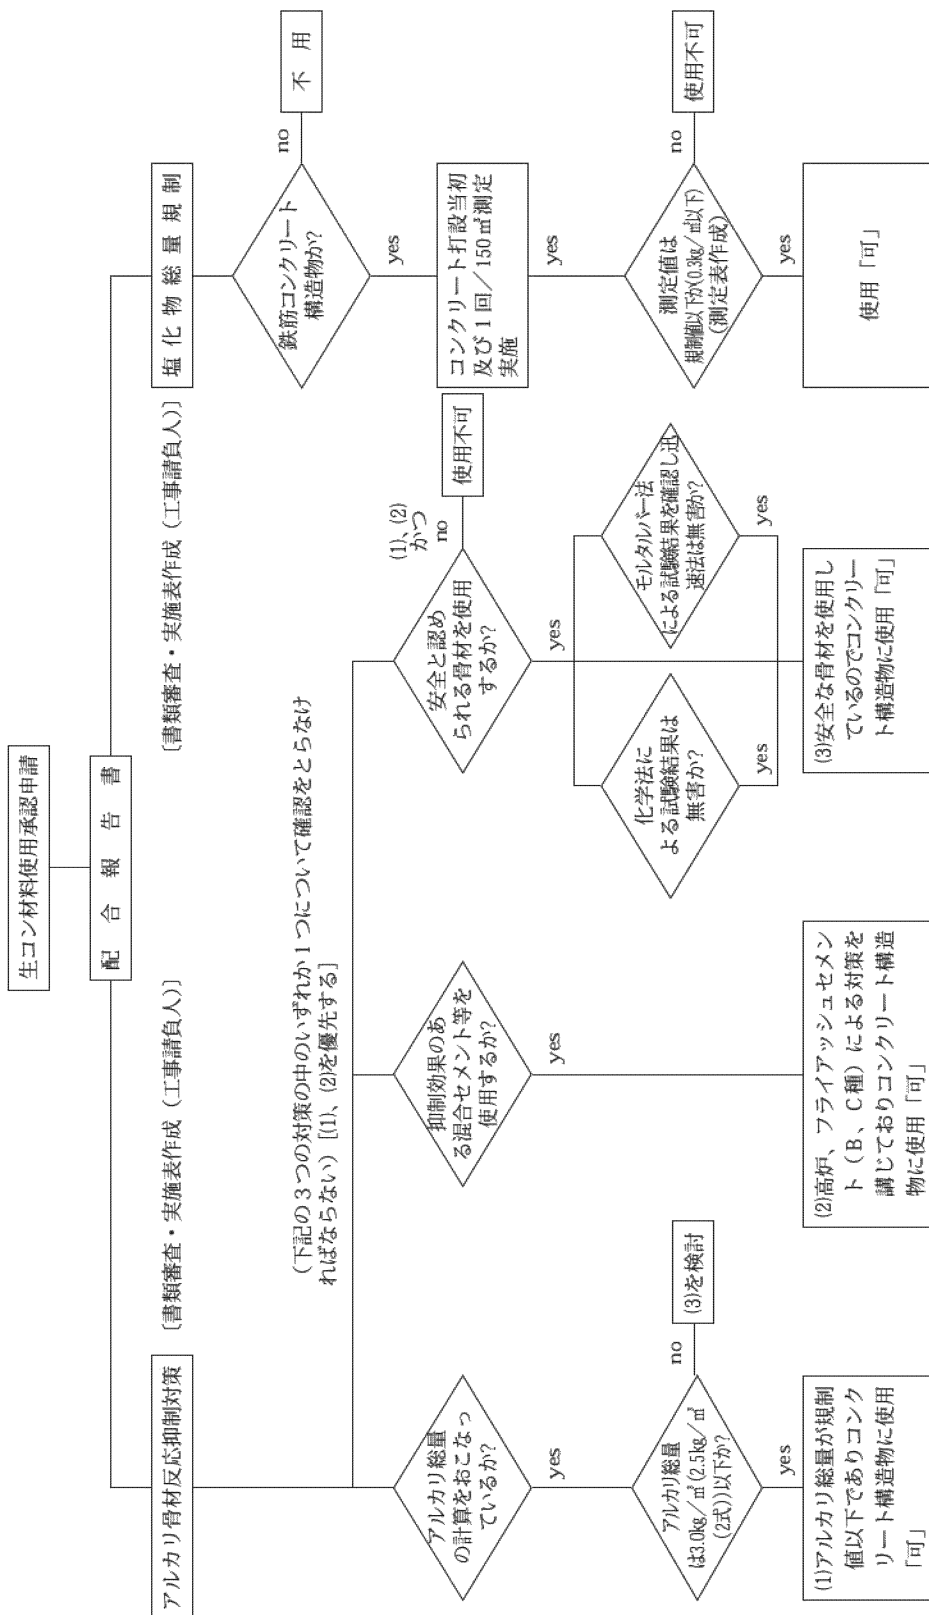 生コン材料使用承認申請
配合報告書
アルカリ骨材反応抑制対策
［書類審査・実施表作成（工事請負人）］
［書類審査・実施表作成（工事請負人）］
塩化物総量規制
（下記の３つの対策の中のいずれか１つについて確認をとらなけ
ればならない）［(1)、(2)を優先する］
アルカリ総量
の計算をおこなっ
ているか？
yes
アルカリ総量
は3.0kg／㎥(2.5kg／㎥
(2式))以下か？
no
(3)を検討
yes
(1)アルカリ総量が規制
値以下でありコンク
リート構造物に使用
「可」
抑制効果のあ
る混合セメント等を
使用するか？
yes
(2)高炉、フライアッシュセメン
ト（Ｂ、Ｃ種）による対策を
講じておりコンクリート構造
物に使用「可」
安全と認め
られる骨材を使用
するか？
(1)、(2)
かつ
no
使用不可
yes
化学法に
よる試験結果は
無害か？
yes
モルタルバー法
による試験結果を確認し迅
速法は無害か？
yes
(3)安全な骨材を使用し
ているのでコンクリー
ト構造物に使用「可」
鉄筋コンクリート
構造物か？
no
不用
yes
コンクリート打設当初
及び１回／150㎥測定
実施
yes
測定値は
規制値以下か(0.3kg／㎥以下)
（測定表作成）
no
使用不可
yes
使用「可」